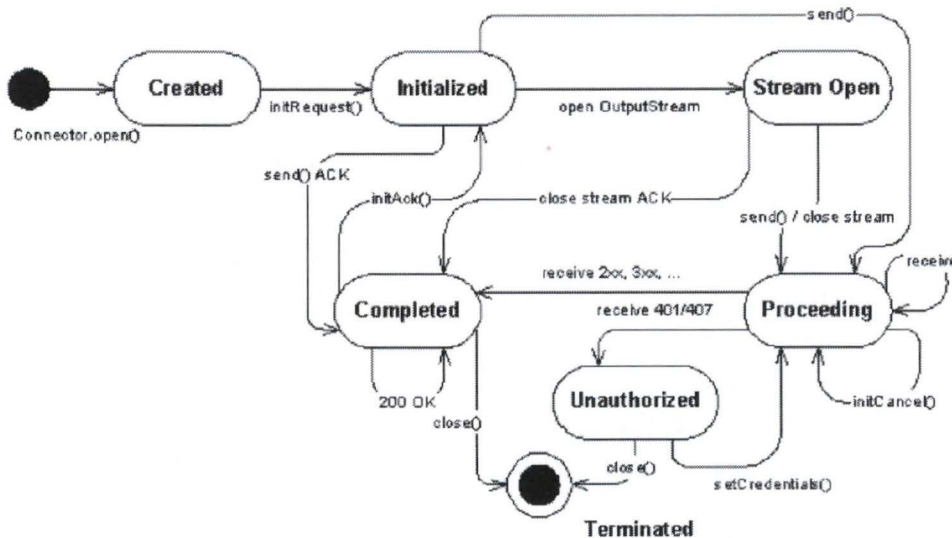 send()
Created
Initialized
Stream Open
initRequest()
open OutputStream
Connector.open()
send() ACK
initAck()
close stream ACK
send() / close stream
receive 2xx, 3xx, ...
receive
Completed
receive 401/407
Proceeding
200 OK
Unauthorized
initCancel()
close()
close()
setCredentials()
Terminated